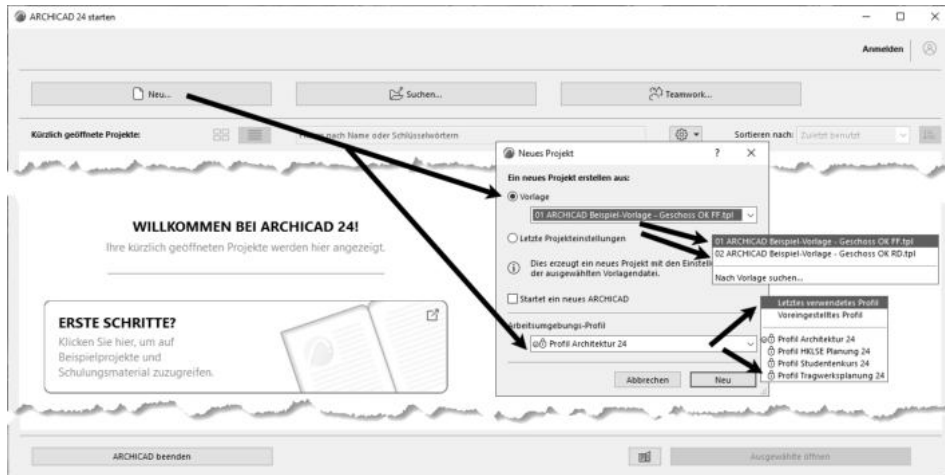 ARCHICAD 24 starten
Anmelden
Neu...
Suchen...
Teamwork...
Kürzlich geöffnete Projekte:
nach Name oder Schlüsselwörtern
Sortieren nach: Zuletzt benutzt
WILLKOMMEN BEI ARCHICAD 24!
Ihre kürzlich geöffneten Projekte werden hier angezeigt.
ERSTE SCHRITTE?
Klicken Sie hier, um auf
Beispielprojekte und
Schulungsmaterial zuzugreifen.
Neues Projekt
Ein neues Projekt erstellen aus:
Vorlage
01 ARCHICAD Beispiel-Vorlage - Geschoss OK FF.tpl
Letzte Projekteinstellungen
Dies erzeugt ein neues Projekt mit den
der ausgewählten Vorlagendatei.
Startet ein neues ARCHICAD
Arbeitsumgebungs-Profil
Profil Architektur 24
Abbrechen
Neu
01 ARCHICAD Beispiel-Vorlage - Geschoss OK FF.tpl
02 ARCHICAD Beispiel-Vorlage - Geschoss OK RD.tpl
Nach Vorlage suchen...
Letztes verwendetes Profil
Voreingestelltes Profil
Profil Architektur 24
Profil HKLSE Planung 24
Profil Studentenkurs 24
Profil Tragwerksplanung 24
ARCHICAD beenden
Ausgewählte öffnen